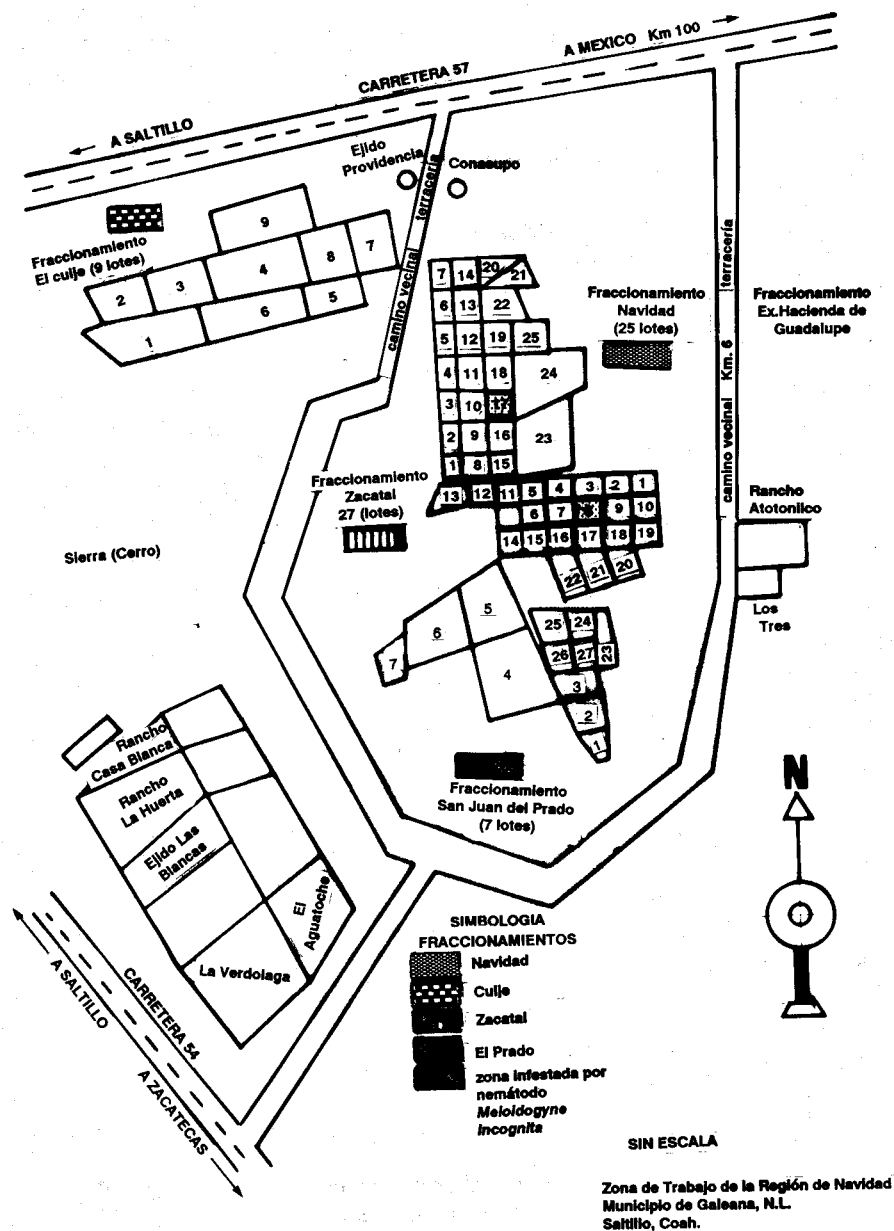 A MEXICO Km 100
CARRETERA 57
A SALTILLO
Ejido
Providencia
Conasupo
terracería
camino vecinal
Fraccionamiento
El culje (9 lotes)
9
2 3 4 8 7
1 6 5
7 14 20 21
6 13 22
5 12 19 25
4 11 18 24
3 10 17
2 9 16 23
1 8 15
Fraccionamiento
Navidad
(25 lotes)
terracería
camino vecinal Km. 6
Fraccionamiento
Ex.Hacienda de
Guadalupe
Fraccionamiento
Zacatal
27 (lotes)
13 12 11 5 4 3 2 1
6 7 8 9 10
14 15 16 17 18 19
22 21 20
Rancho
Atotonilco
Los
Tres
Sierra (Cerro)
5
6
7
4
25 24
26 27 23
3
2
1
Fraccionamiento
San Juan del Prado
(7 lotes)
Rancho
Casa Blanca
Rancho
La Huerta
Ejido Las
Blancas
El
Aguatoche
La Verdolaga
A SALTILLO
CARRETERA 54
A ZACATECAS
N
SIMBOLOGIA
FRACCIONAMIENTOS
Navidad
Culje
Zacatal
El Prado
zona infestada por
nemátodo
Meloidogyne
Incognita
SIN ESCALA
Zona de Trabajo de la Región de Navidad
Municipio de Galeana, N.L.
Saltillo, Coah.